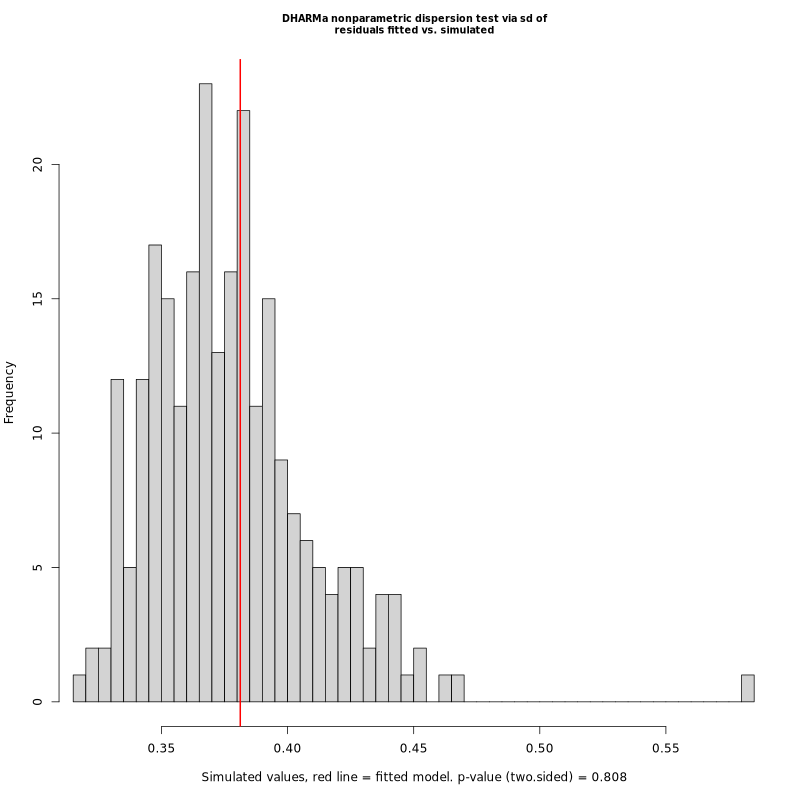 DHARMa nonparametric dispersion test via sd of
residuals fitted vs. simulated
Frequency
20
15
10
5
0
0.35 0.40 0.45 0.50 0.55
Simulated values, red line = fitted model. p-value (two.sided) = 0.808